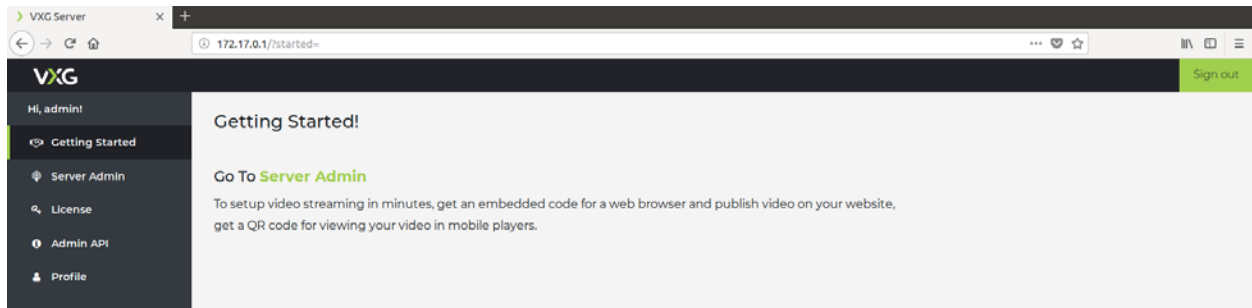 VXG Server
172.17.0.1/?started=
VXG
Sign out
Hi, admin!
Getting Started
Server Admin
License
Admin API
Profile
Getting Started!
Go To Server Admin
To setup video streaming in minutes, get an embedded code for a web browser and publish video on your website,
get a QR code for viewing your video in mobile players.